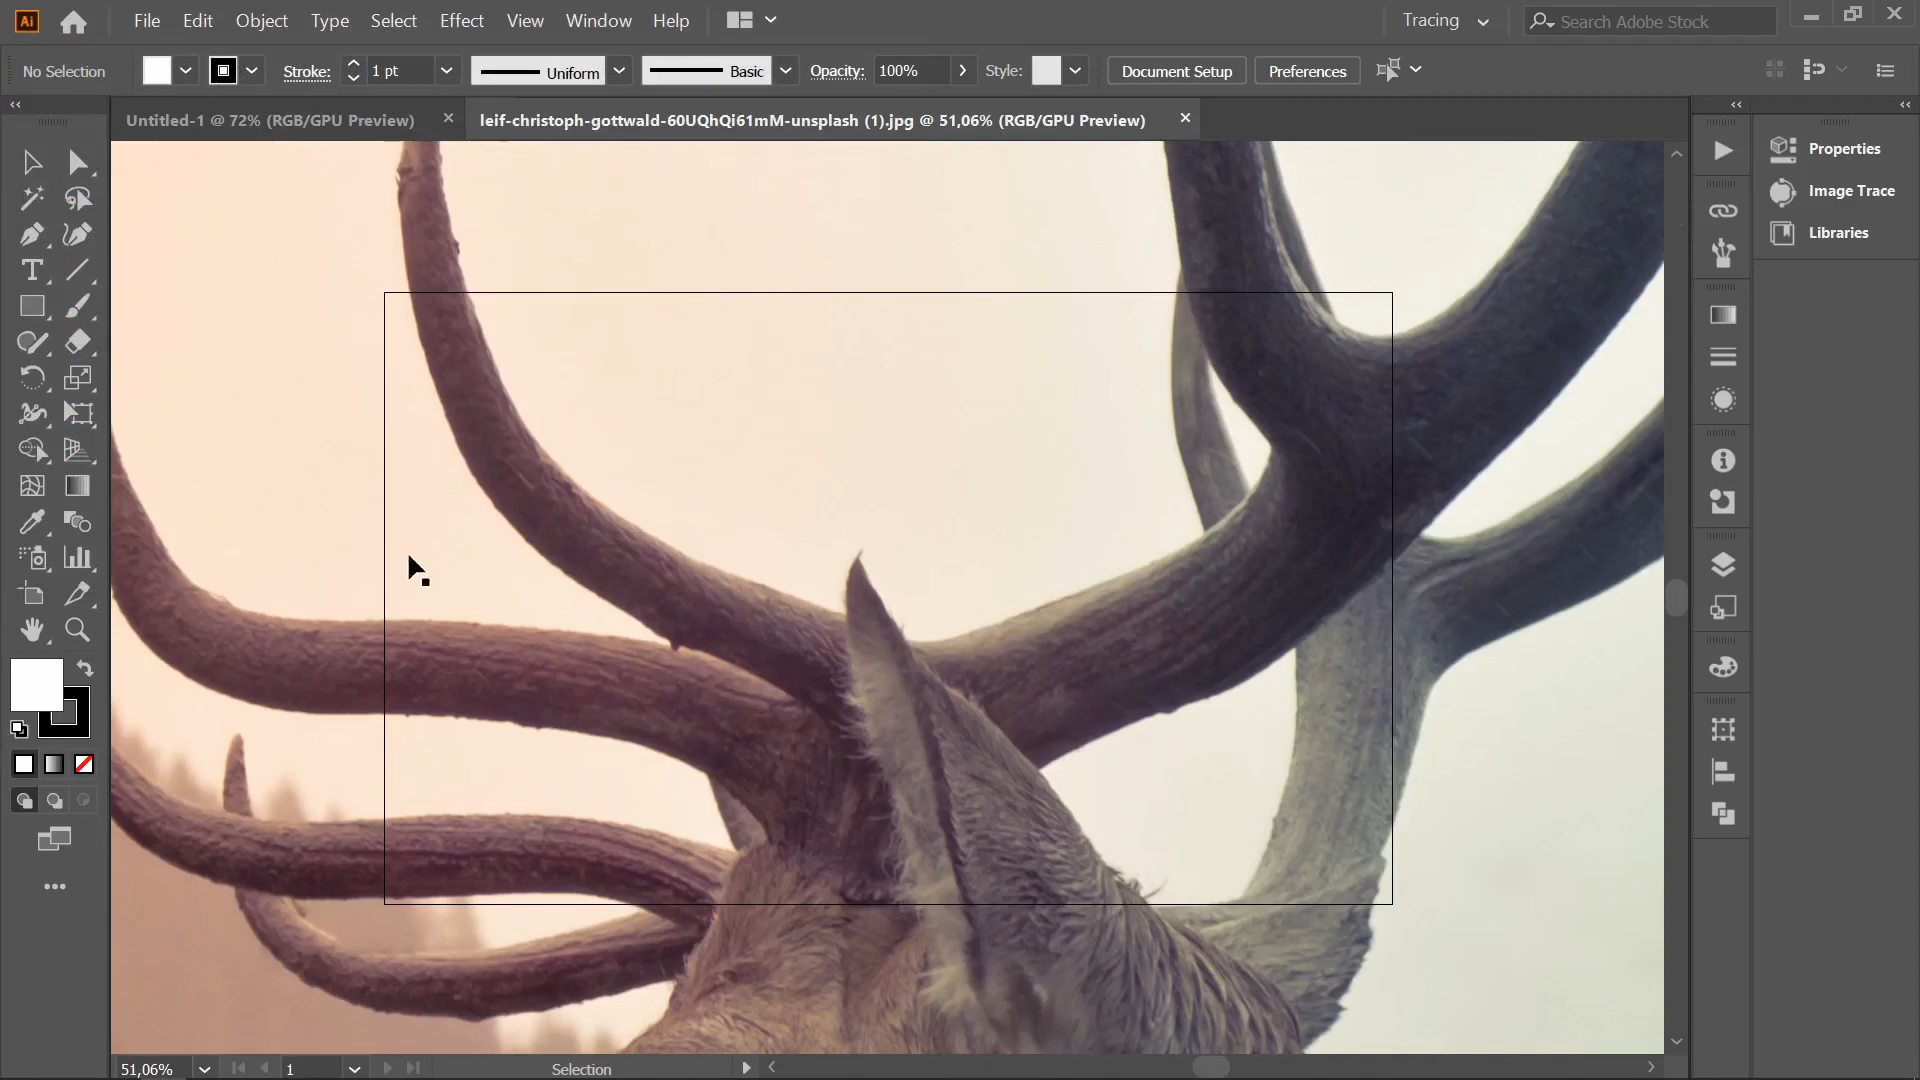 Ai File Edit Object Type Select Effect View Window Help Tracing Search Adobe Stock
No Selection Stroke: 1 pt Uniform Basic Opacity: 100% Style: Document Setup Preferences
Untitled-1 @ 72% (RGB/GPU Preview) leif-christoph-gottwald-60UQhQi61mM-unsplash (1).jpg @ 51,06% (RGB/GPU Preview)
Properties
Image Trace
Libraries
51,06% 1 Selection